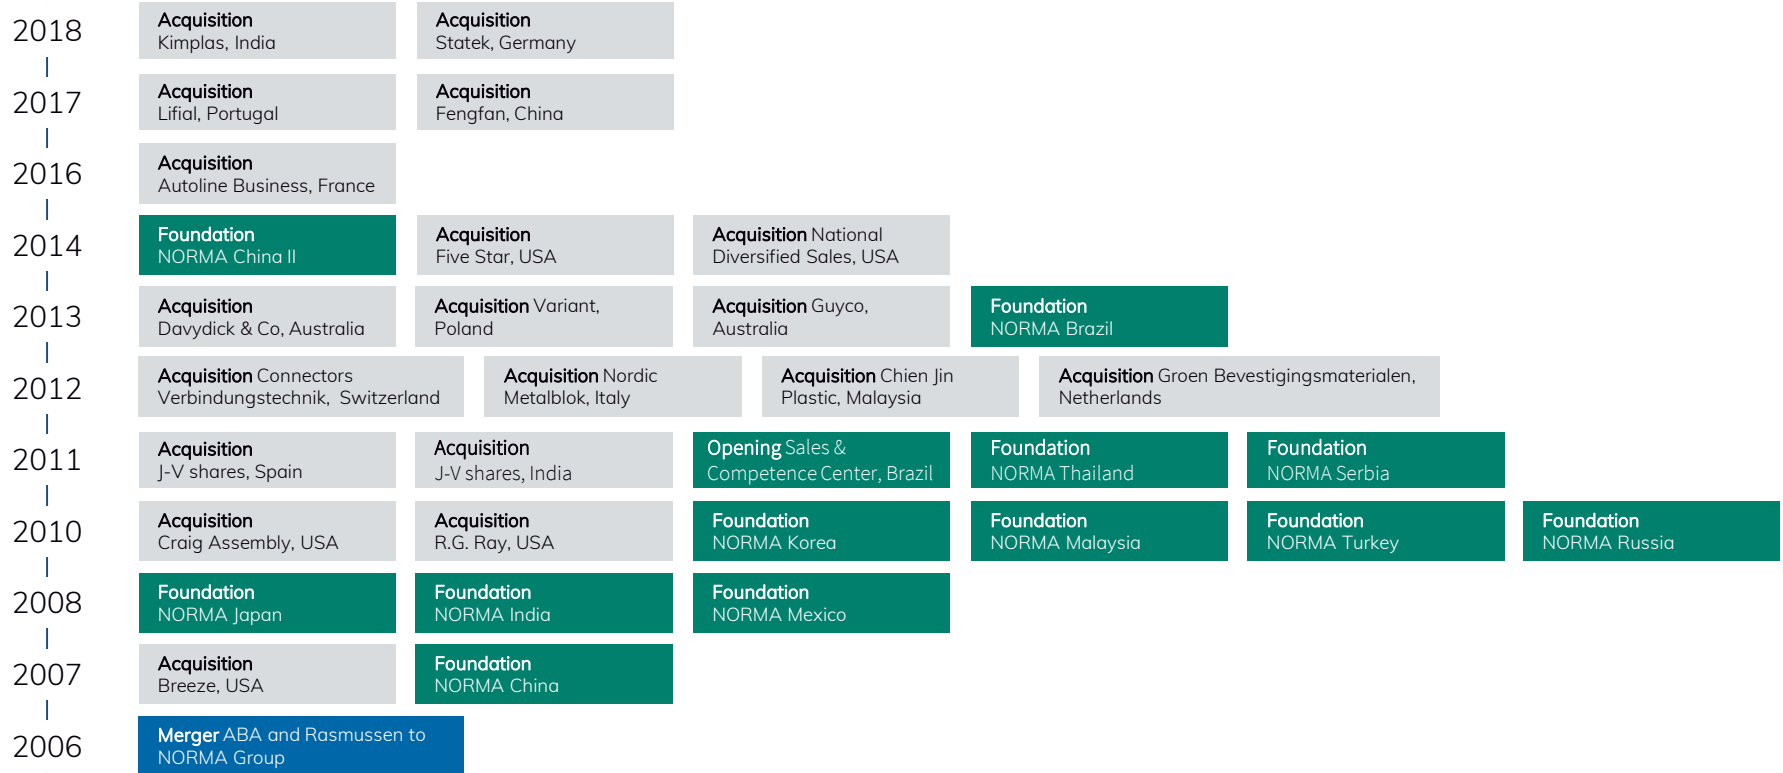 2018
Acquisition
Kimplas, India
Acquisition
Statek, Germany
2017
Acquisition
Lifial, Portugal
Acquisition
Fengfan, China
2016
Acquisition
Autoline Business, France
2014
Foundation
NORMA China II
Acquisition
Five Star, USA
Acquisition National
Diversified Sales, USA
2013
Acquisition
Davydick & Co, Australia
Acquisition Variant,
Poland
Acquisition Guyco,
Australia
Foundation
NORMA Brazil
2012
Acquisition Connectors
Verbindungstechnik, Switzerland
Acquisition Nordic
Metalblok, Italy
Acquisition Chien Jin
Plastic, Malaysia
Acquisition Groen Bevestigingsmaterialen,
Netherlands
2011
Acquisition
J-V shares, Spain
Acquisition
J-V shares, India
Opening Sales &
Competence Center, Brazil
Foundation
NORMA Thailand
Foundation
NORMA Serbia
2010
Acquisition
Craig Assembly, USA
Acquisition
R.G. Ray, USA
Foundation
NORMA Korea
Foundation
NORMA Malaysia
Foundation
NORMA Turkey
Foundation
NORMA Russia
2008
Foundation
NORMA Japan
Foundation
NORMA India
Foundation
NORMA Mexico
2007
Acquisition
Breeze, USA
Foundation
NORMA China
2006
Merger ABA and Rasmussen to
NORMA Group